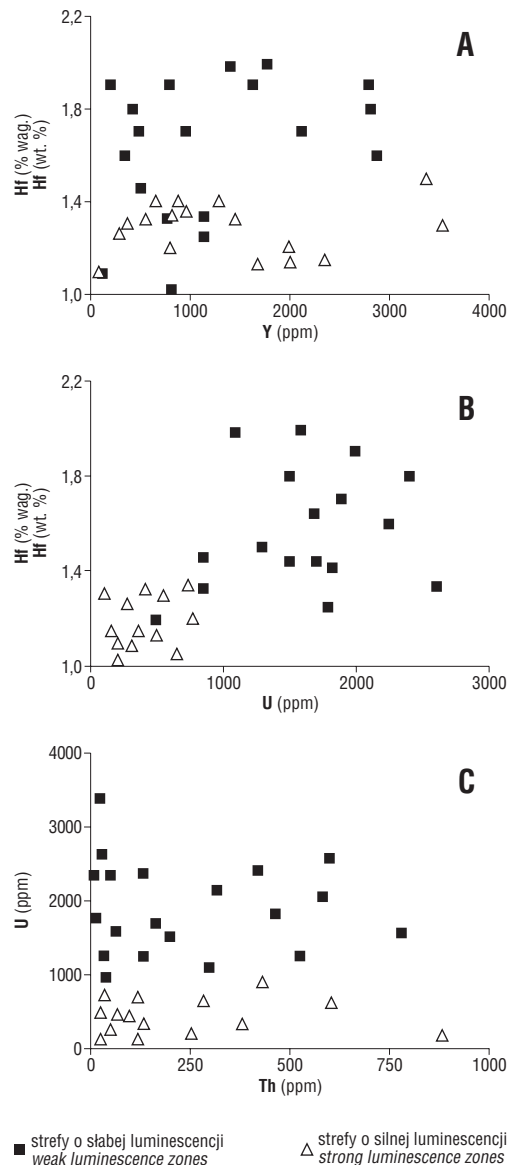 A
2,2
1,8
1,4
1,0
Hf (% wag.)
Hf (wt. %)
0
1000
2000
3000
4000
Y (ppm)
B
2,2
1,8
1,4
1,0
Hf (% wag.)
Hf (wt. %)
0
1000
2000
3000
U (ppm)
C
4000
3000
2000
1000
0
U (ppm)
0
250
500
750
1000
Th (ppm)
strefy o słabej luminescencji
weak luminescence zones
strefy o silnej luminescencji
strong luminescence zones